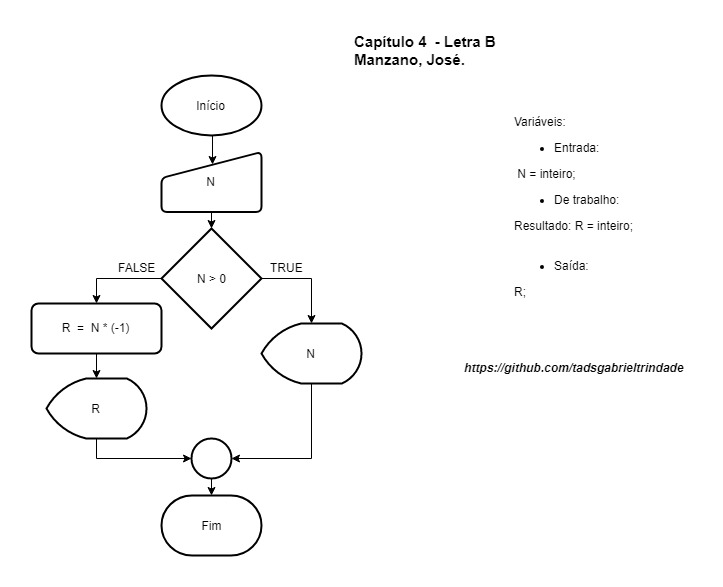 Capítulo 4 - Letra B
Manzano, José.
Início
N
N > 0
FALSE
TRUE
R = N * (-1)
N
R
Fim
Variáveis:
• Entrada:
N = inteiro;
• De trabalho:
Resultado: R = inteiro;
• Saída:
R;
https://github.com/tadsgabrieltrindade